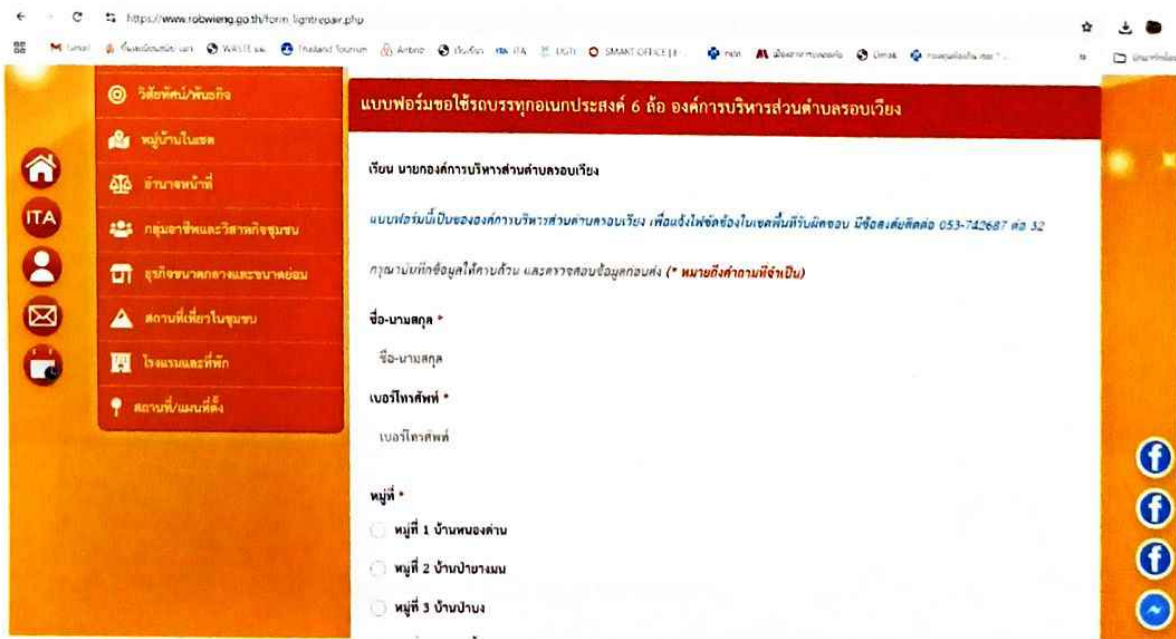 https://www.robwieng.go.th/form_lightrepair.php
Gmail
WASTE
Thailand Tourism
Airbnb
ITA ITA
SMART OFFICE | E-
วิสัยทัศน์/พันธกิจ
หมู่บ้านในเขต
อำนาจหน้าที่
กลุ่มอาชีพและวิสาหกิจชุมชน
ธุรกิจขนาดกลางและขนาดย่อม
สถานที่เที่ยวในชุมชน
โรงแรมและที่พัก
สถานที่/แผนที่ตั้ง
ITA
แบบฟอร์มขอใช้รถบรรทุกอเนกประสงค์ 6 ล้อ องค์การบริหารส่วนตำบลรอบเวียง
เรียน นายกองค์การบริหารส่วนตำบลรอบเวียง
แบบฟอร์มนี้เป็นขององค์การบริหารส่วนตำบลรอบเวียง เพื่อแจ้งไฟขัดข้องในเขตพื้นที่รับผิดชอบ มีข้อสงสัยติดต่อ 053-742687 ต่อ 32
กรุณาบันทึกข้อมูลให้ครบถ้วน และตรวจสอบข้อมูลก่อนส่ง (* หมายถึงคำถามที่จำเป็น)
ชื่อ-นามสกุล *
ชื่อ-นามสกุล
เบอร์โทรศัพท์ *
เบอร์โทรศัพท์
หมู่ที่ *
หมู่ที่ 1 บ้านหนองด่าน
หมู่ที่ 2 บ้านป่ายางมน
หมู่ที่ 3 บ้านป่าบง